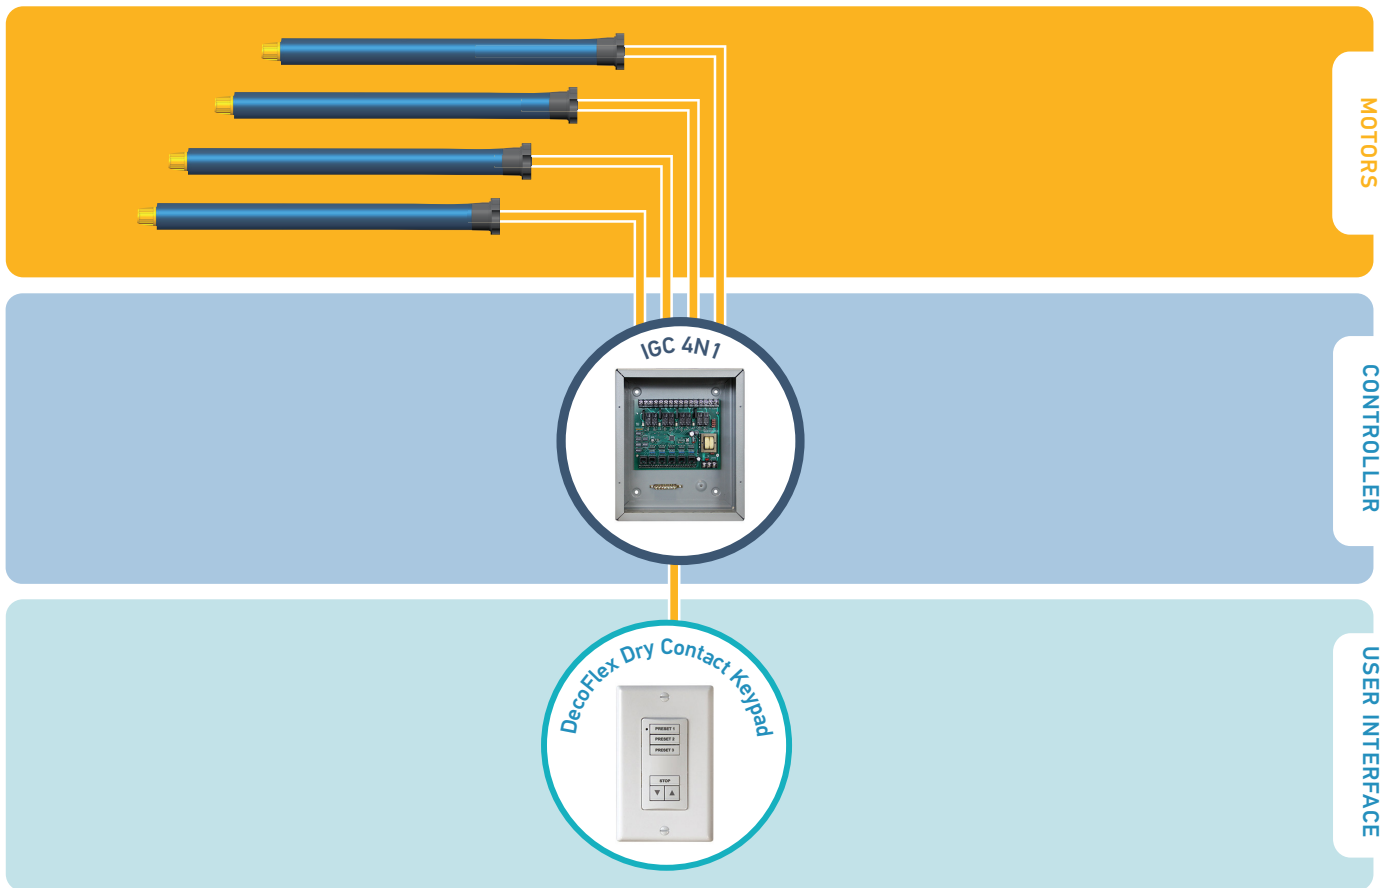 MOTORS
IGC 4N1
CONTROLLER
DecoFlex Dry Contact Keypad
PRESET 1
PRESET 2
PRESET 3
STOP
USER INTERFACE